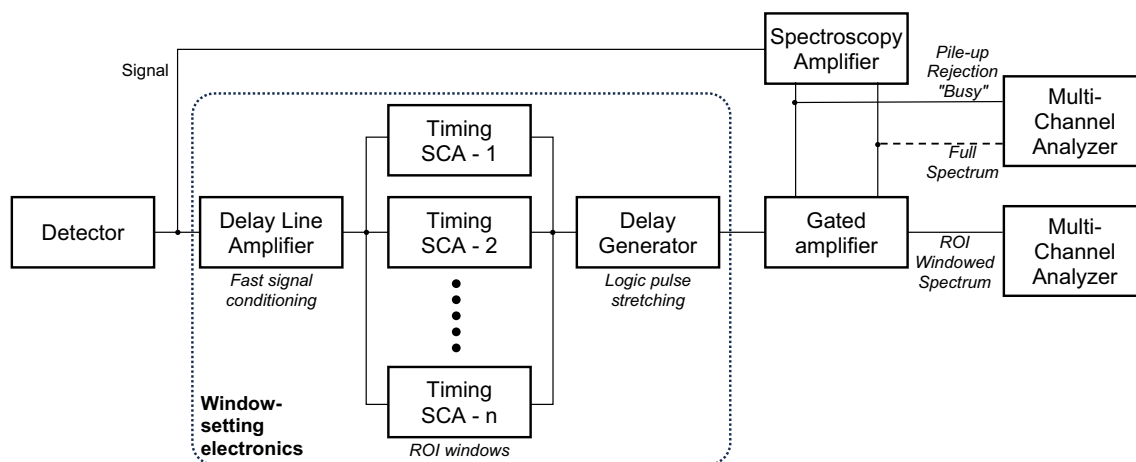 Spectroscopy
Amplifier
Pile-up
Rejection
"Busy"
Multi-
Channel
Analyzer
Signal
Full
Spectrum
Timing
SCA - 1
Detector
Delay Line
Amplifier
Fast signal
conditioning
Timing
SCA - 2
Delay
Generator
Logic pulse
stretching
Gated
amplifier
ROI
Windowed
Spectrum
Multi-
Channel
Analyzer
Timing
SCA - n
ROI windows
Window-
setting
electronics